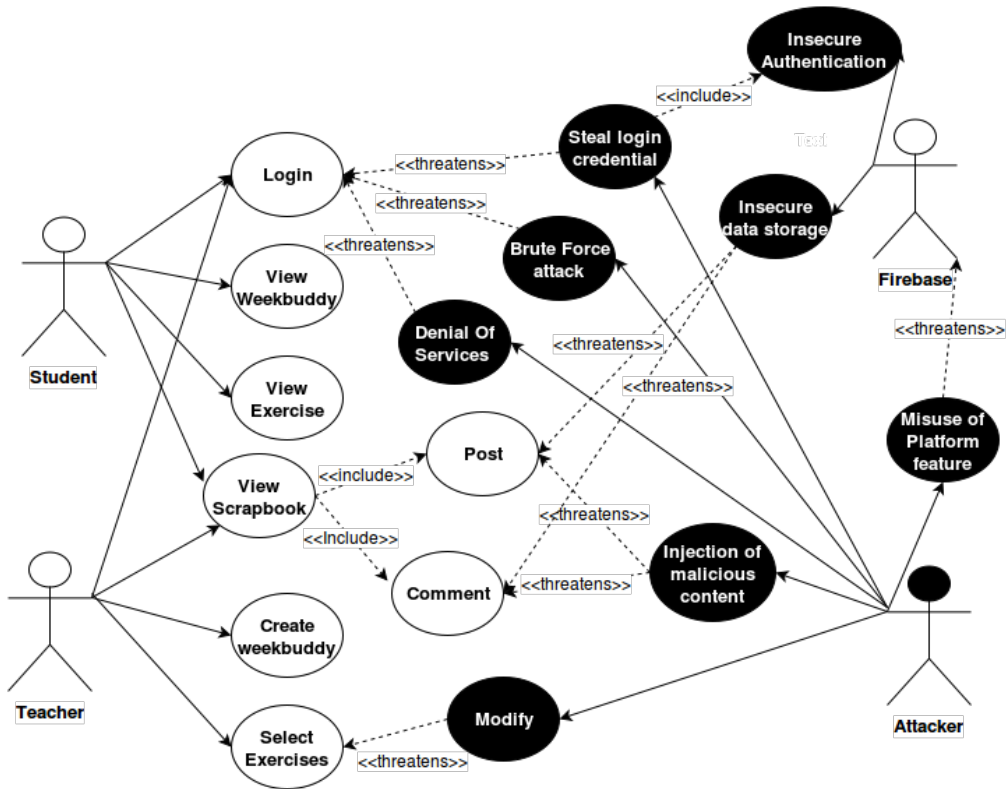 Insecure
Authentication
<<include>>
Steal login
credential
Text
<<threatens>>
Login
<<threatens>>
Insecure
data storage
<<threatens>>
Brute Force
attack
View
Weekbuddy
Firebase
Denial Of
Services
<<threatens>>
<<threatens>>
Student
<<threatens>>
View
Exercise
Misuse of
Platform
feature
Post
<<include>>
View
Scrapbook
<<threatens>>
<<Include>>
Injection of
malicious
content
<<threatens>>
Comment
Create
weekbuddy
Teacher
Modify
Attacker
Select
Exercises
<<threatens>>